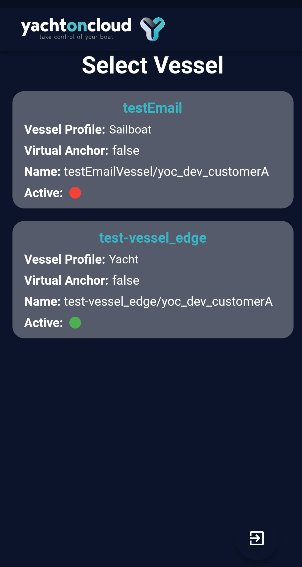 yachtoncloud
take control of your boat
Select Vessel
testEmail
Vessel Profile: Sailboat
Virtual Anchor: false
Name: testEmailVessel/yoc_dev_customerA
Active:
test-vessel_edge
Vessel Profile: Yacht
Virtual Anchor: false
Name: test-vessel_edge/yoc_dev_customerA
Active: